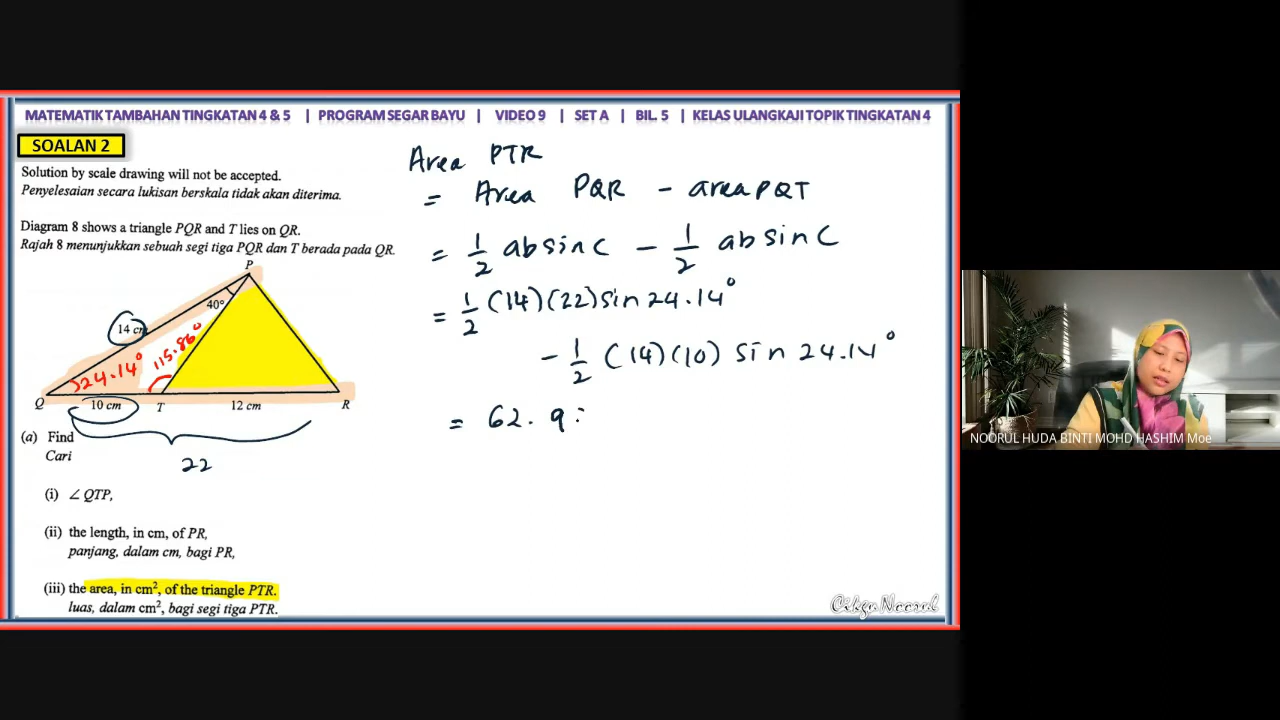 MATEMATIK TAMBAHAN TINGKATAN 4 & 5 | PROGRAM SEGAR BAYU | VIDEO 9 | SET A | BIL. 5 | KELAS ULANGKAJI TOPIK TINGKATAN 4
SOALAN 2
Solution by scale drawing will not be accepted.
Penyelesaian secara lukisan berskala tidak akan diterima.
Diagram 8 shows a triangle PQR and T lies on QR.
Rajah 8 menunjukkan sebuah segi tiga PQR dan T berada pada QR.
P
40°
14 cm
115.86°
24.14°
Q
10 cm
T
12 cm
R
22
(a) Find
Cari
(i) ∠ QTP,
(ii) the length, in cm, of PR,
panjang, dalam cm, bagi PR,
(iii) the area, in cm², of the triangle PTR.
luas, dalam cm², bagi segi tiga PTR.
Area PTR
= Area PQR - area PQT
= 1/2 ab sin C - 1/2 ab sin C
= 1/2 (14)(22) sin 24.14°
- 1/2 (14)(10) sin 24.14°
= 62.9
Cikgu Noorul
NOORUL HUDA BINTI MOHD HASHIM Moe